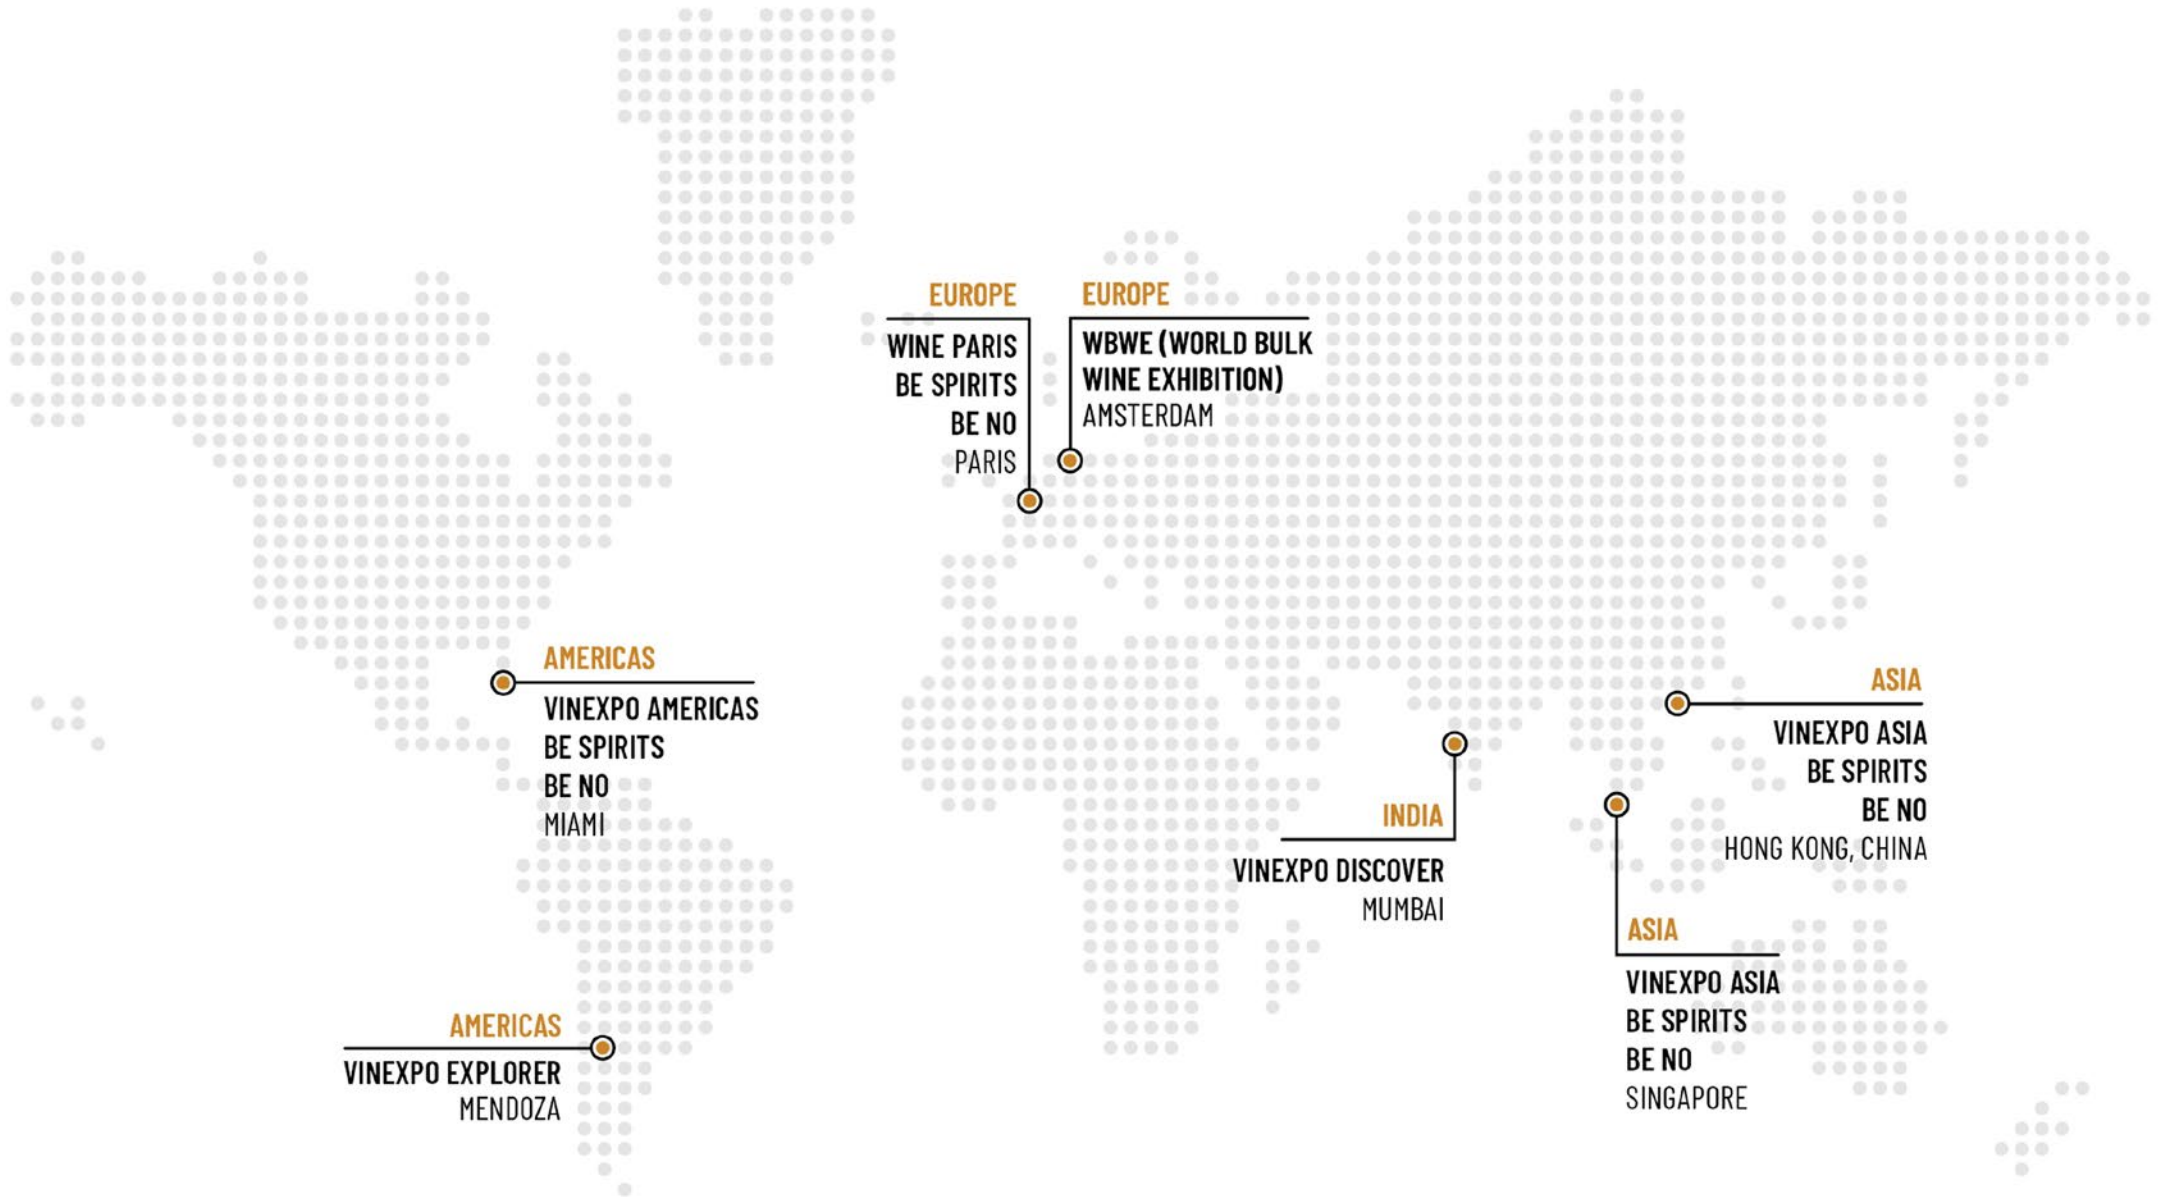 EUROPE
WINE PARIS
BE SPIRITS
BE NO
PARIS
EUROPE
WBWE (WORLD BULK
WINE EXHIBITION)
AMSTERDAM
AMERICAS
VINEXPO AMERICAS
BE SPIRITS
BE NO
MIAMI
ASIA
VINEXPO ASIA
BE SPIRITS
BE NO
HONG KONG, CHINA
INDIA
VINEXPO DISCOVER
MUMBAI
ASIA
VINEXPO ASIA
BE SPIRITS
BE NO
SINGAPORE
AMERICAS
VINEXPO EXPLORER
MENDOZA